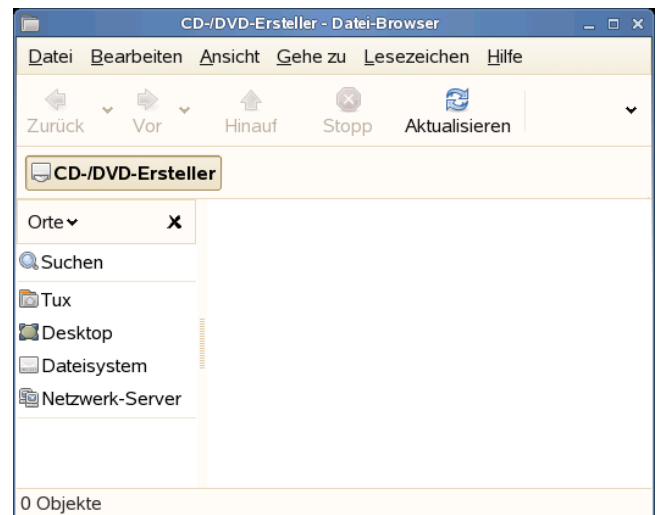 CD-/DVD-Ersteller - Datei-Browser
Datei Bearbeiten Ansicht Gehe zu Lesezeichen Hilfe
Zurück Vor Hinauf Stopp Aktualisieren
CD-/DVD-Ersteller
Orte
Suchen
Tux
Desktop
Dateisystem
Netzwerk-Server
0 Objekte